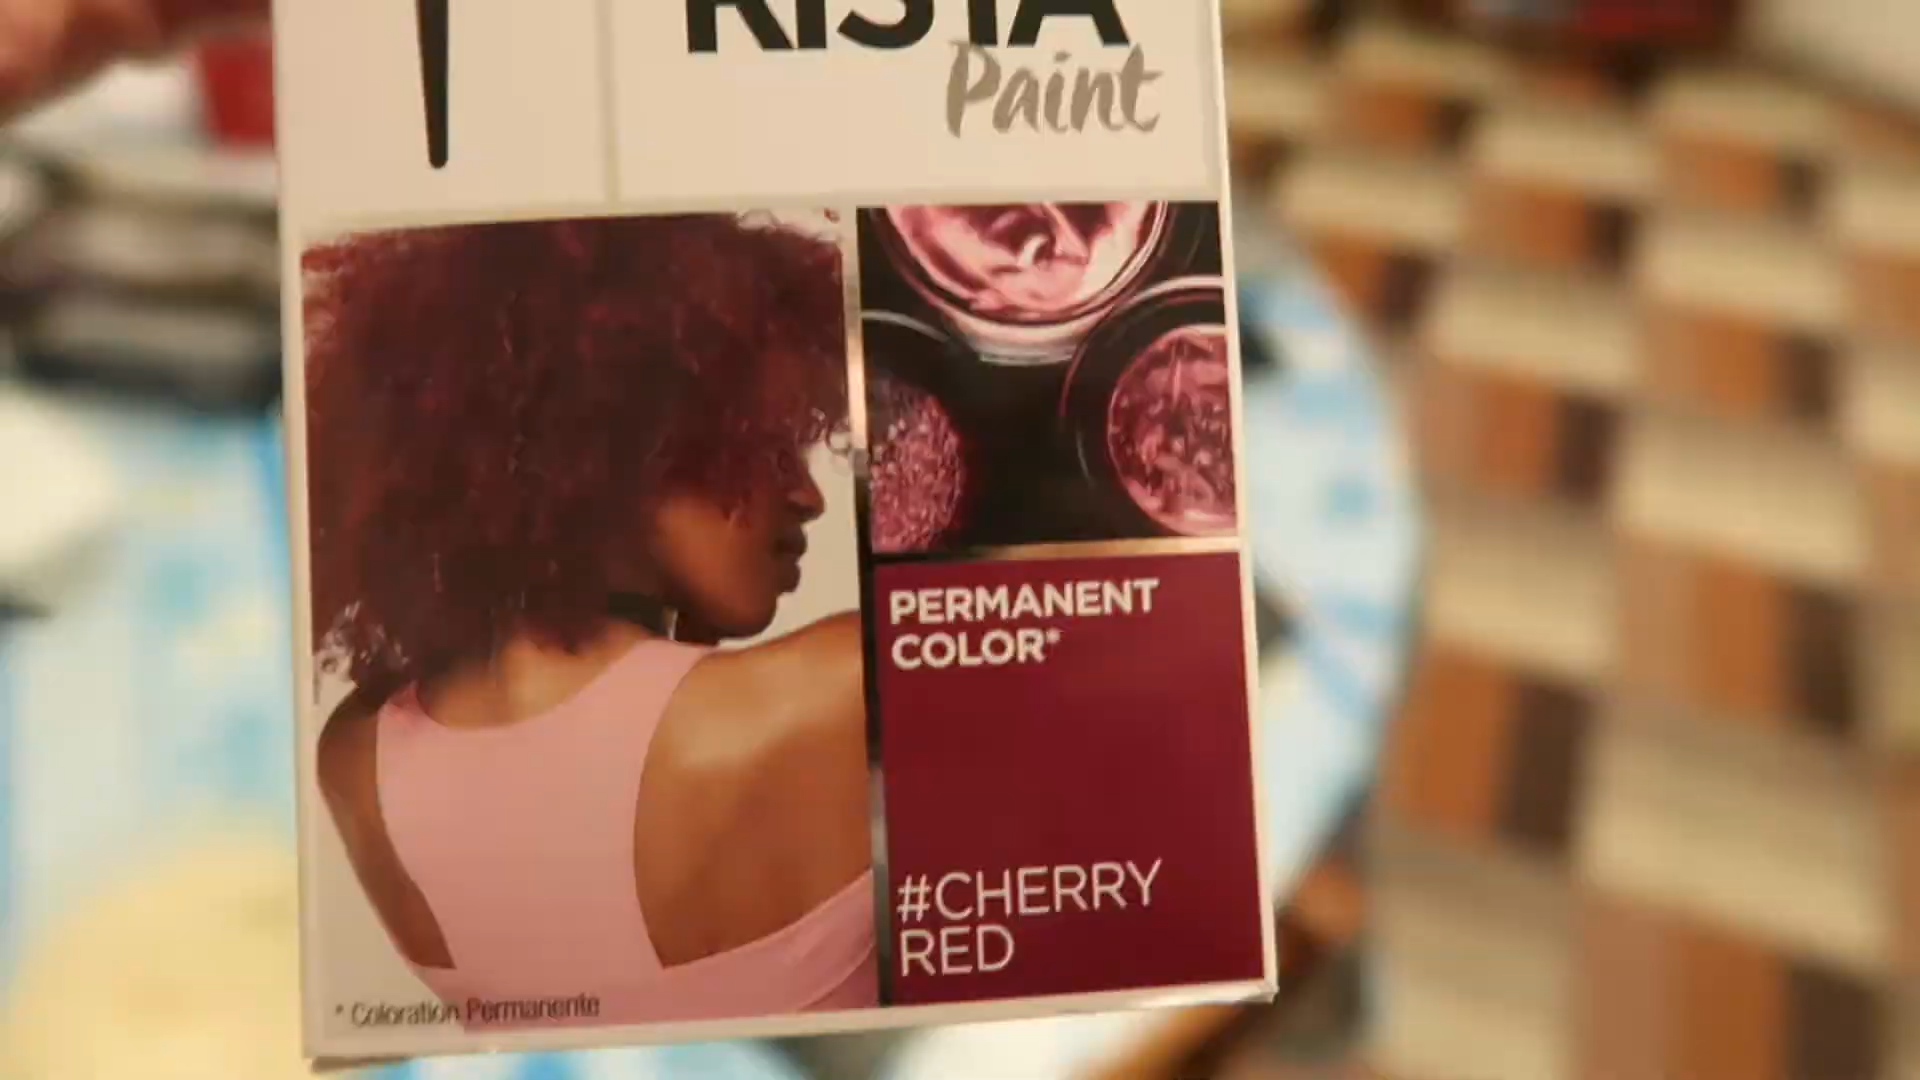 RISTA
Paint
PERMANENT
COLOR*
#CHERRY
RED
* Coloration Permanente